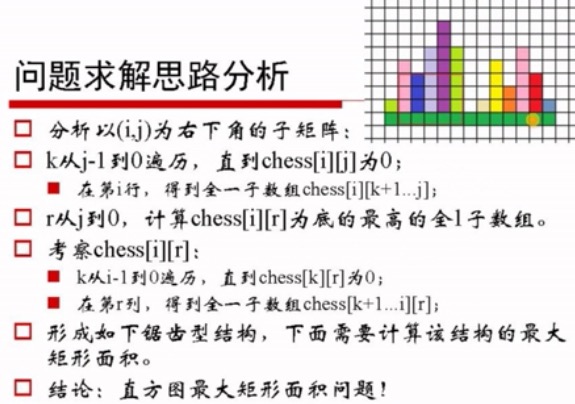 问题求解思路分析
分析以(i,j)为右下角的子矩阵：
k从j-1到0遍历，直到chess[i][j]为0；
在第i行，得到全一子数组chess[i][k+1...j]；
r从j到0，计算chess[i][r]为底的最高的全1子数组。
考察chess[i][r]：
k从i-1到0遍历，直到chess[k][r]为0；
在第r列，得到全一子数组chess[k+1...i][r]；
形成如下锯齿型结构，下面需要计算该结构的最大
矩形面积。
结论：直方图最大矩形面积问题！